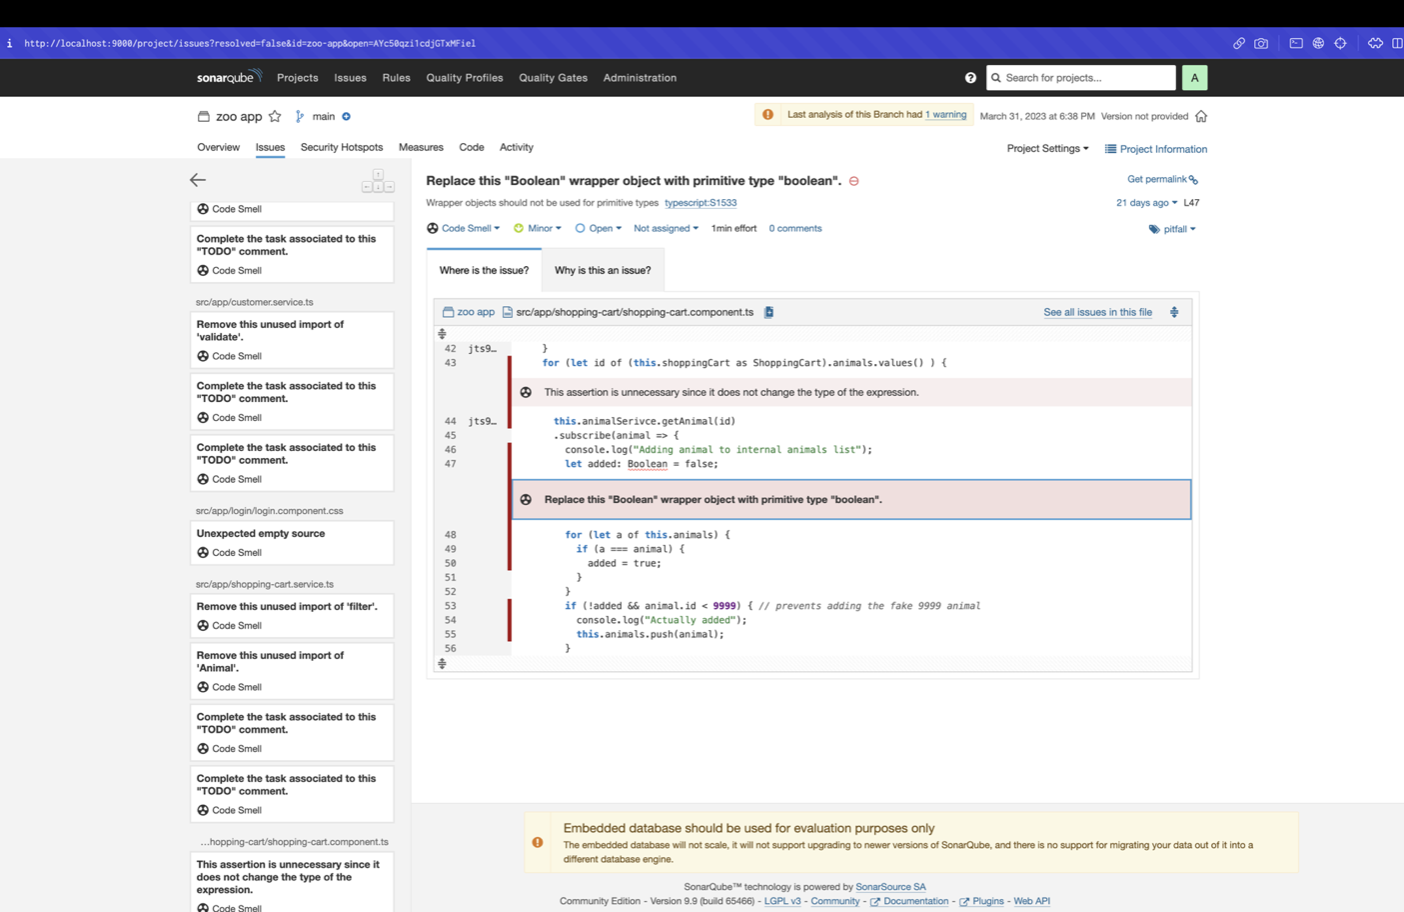 http://localhost:9000/project/issues?resolved=false&id=zoo-app&open=AYc50qzi1cdjGTxMFiel
sonarqube Projects Issues Rules Quality Profiles Quality Gates Administration
Search for projects... A
zoo app main
Last analysis of this Branch had 1 warning March 31, 2023 at 6:38 PM Version not provided
Overview Issues Security Hotspots Measures Code Activity
Project Settings Project Information
Code Smell
Complete the task associated to this
"TODO" comment.
Code Smell
src/app/customer.service.ts
Remove this unused import of
'validate'.
Code Smell
Complete the task associated to this
"TODO" comment.
Code Smell
Complete the task associated to this
"TODO" comment.
Code Smell
src/app/login/login.component.css
Unexpected empty source
Code Smell
src/app/shopping-cart.service.ts
Remove this unused import of 'filter'.
Code Smell
Remove this unused import of
'Animal'.
Code Smell
Complete the task associated to this
"TODO" comment.
Code Smell
Complete the task associated to this
"TODO" comment.
Code Smell
...hopping-cart/shopping-cart.component.ts
This assertion is unnecessary since it
does not change the type of the
expression.
Code Smell
Replace this "Boolean" wrapper object with primitive type "boolean".
Get permalink
Wrapper objects should not be used for primitive types typescript:S1533
21 days ago L47
Code Smell Minor Open Not assigned 1min effort 0 comments
pitfall
Where is the issue? Why is this an issue?
zoo app src/app/shopping-cart/shopping-cart.component.ts
See all issues in this file
42 jts9... }
43 for (let id of (this.shoppingCart as ShoppingCart).animals.values() ) {
This assertion is unnecessary since it does not change the type of the expression.
44 jts9... this.animalSerivce.getAnimal(id)
45 .subscribe(animal => {
46 console.log("Adding animal to internal animals list");
47 let added: Boolean = false;
Replace this "Boolean" wrapper object with primitive type "boolean".
48 for (let a of this.animals) {
49 if (a === animal) {
50 added = true;
51 }
52 }
53 if (!added && animal.id < 9999) { // prevents adding the fake 9999 animal
54 console.log("Actually added");
55 this.animals.push(animal);
56 }
Embedded database should be used for evaluation purposes only
The embedded database will not scale, it will not support upgrading to newer versions of SonarQube, and there is no support for migrating your data out of it into a
different database engine.
SonarQube™ technology is powered by SonarSource SA
Community Edition - Version 9.9 (build 65466) - LGPL v3 - Community - Documentation - Plugins - Web API